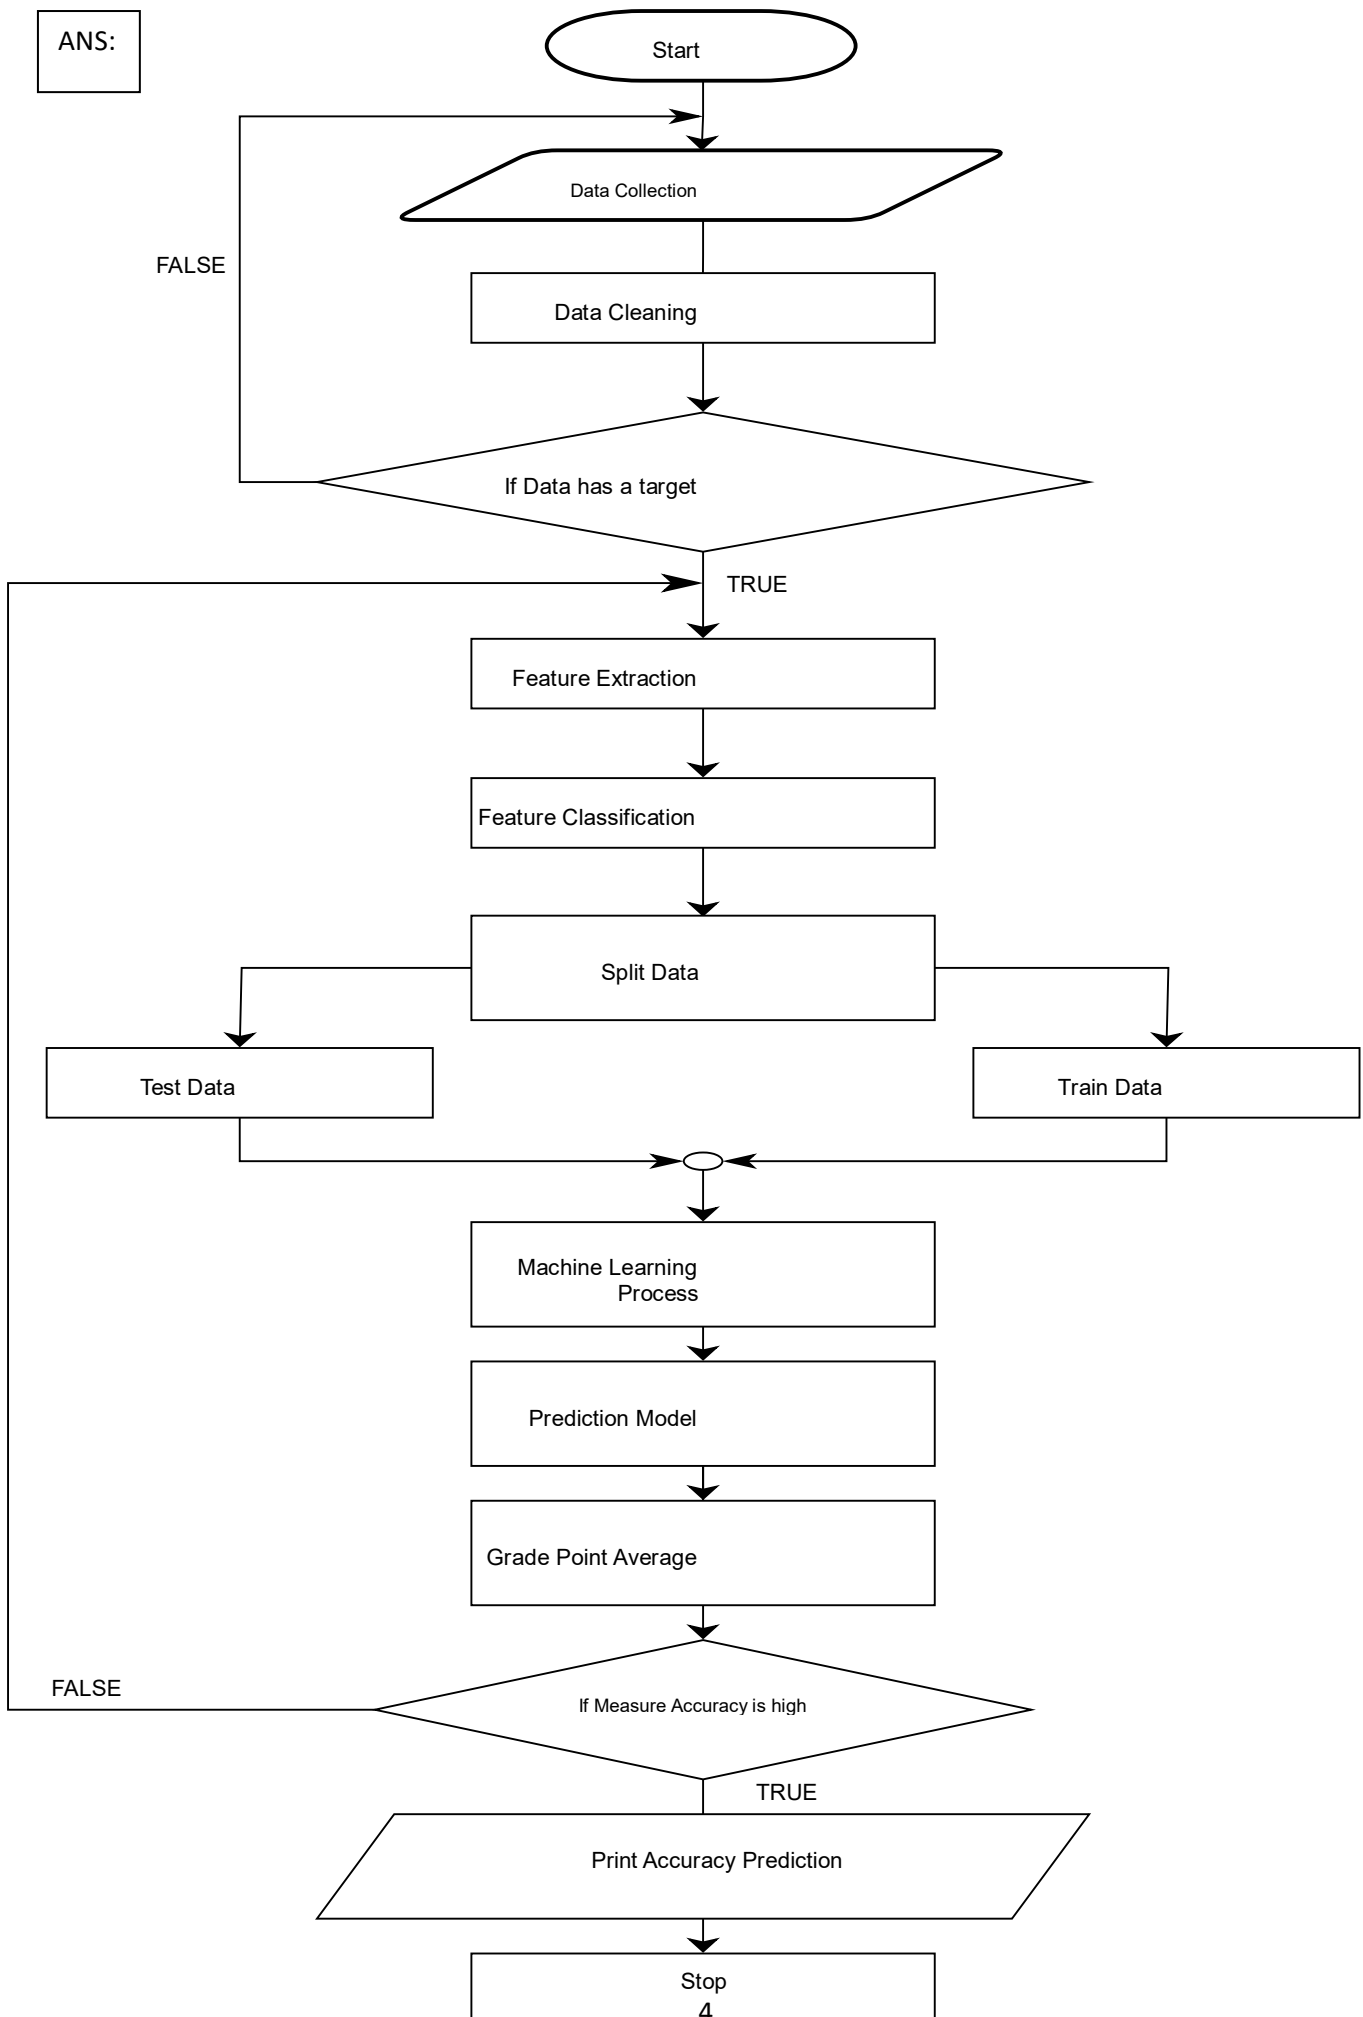 ANS:
Start
Data Collection
FALSE
Data Cleaning
If Data has a target
TRUE
Feature Extraction
Feature Classification
Split Data
Test Data
Train Data
Machine Learning
Process
Prediction Model
Grade Point Average
If Measure Accuracy is high
FALSE
TRUE
Print Accuracy Prediction
Stop
4